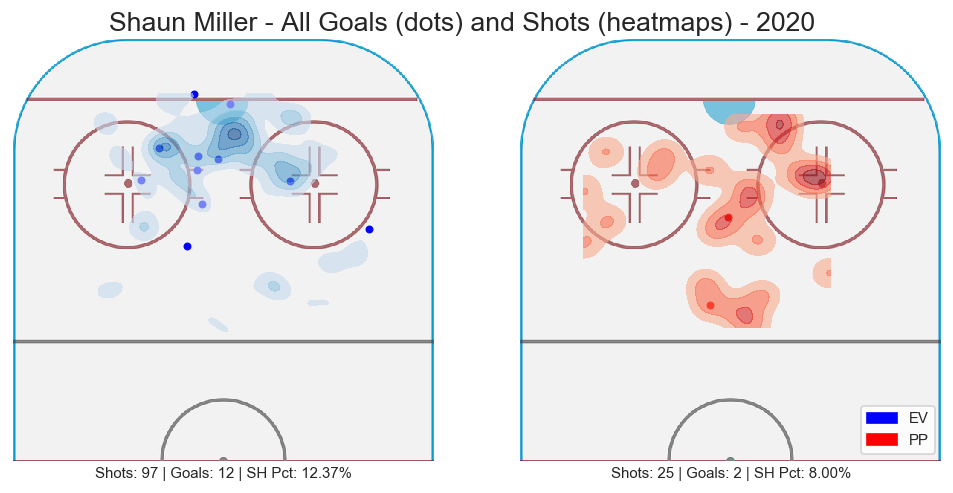 Shaun Miller - All Goals (dots) and Shots (heatmaps) - 2020
EV
PP
Shots: 97 | Goals: 12 | SH Pct: 12.37%
Shots: 25 | Goals: 2 | SH Pct: 8.00%